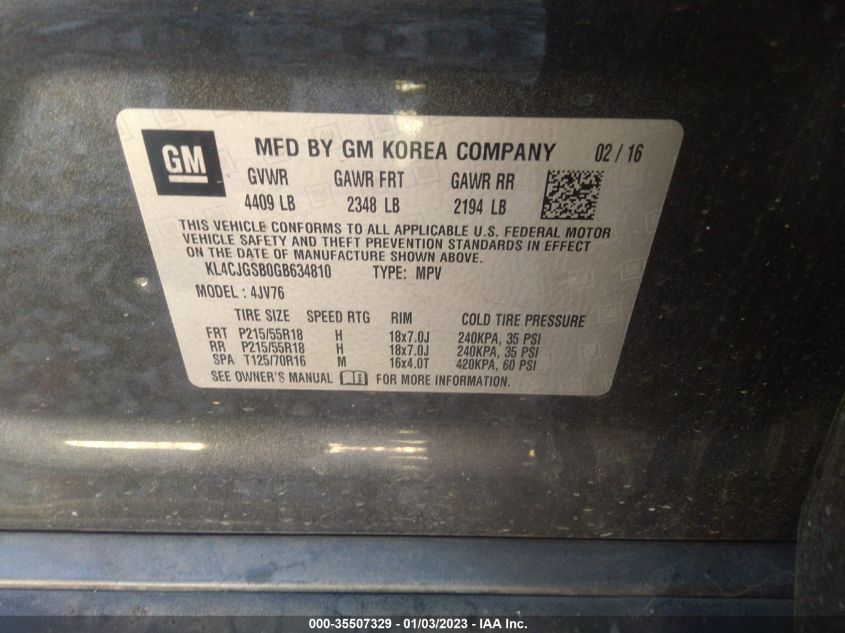 GM MFD BY GM KOREA COMPANY 02 / 16
GVWR GAWR FRT GAWR RR
4409 LB 2348 LB 2194 LB
THIS VEHICLE CONFORMS TO ALL APPLICABLE U.S. FEDERAL MOTOR
VEHICLE SAFETY AND THEFT PREVENTION STANDARDS IN EFFECT
ON THE DATE OF MANUFACTURE SHOWN ABOVE.
KL4CJGSB0GB634810 TYPE: MPV
MODEL : 4JV76
TIRE SIZE SPEED RTG RIM COLD TIRE PRESSURE
FRT P215/55R18 H 18x7.0J 240KPA, 35 PSI
RR P215/55R18 H 18x7.0J 240KPA, 35 PSI
SPA T125/70R16 M 16x4.0T 420KPA, 60 PSI
SEE OWNER'S MANUAL FOR MORE INFORMATION.
000-35507329 — 01/03/2023 — IAA Inc.